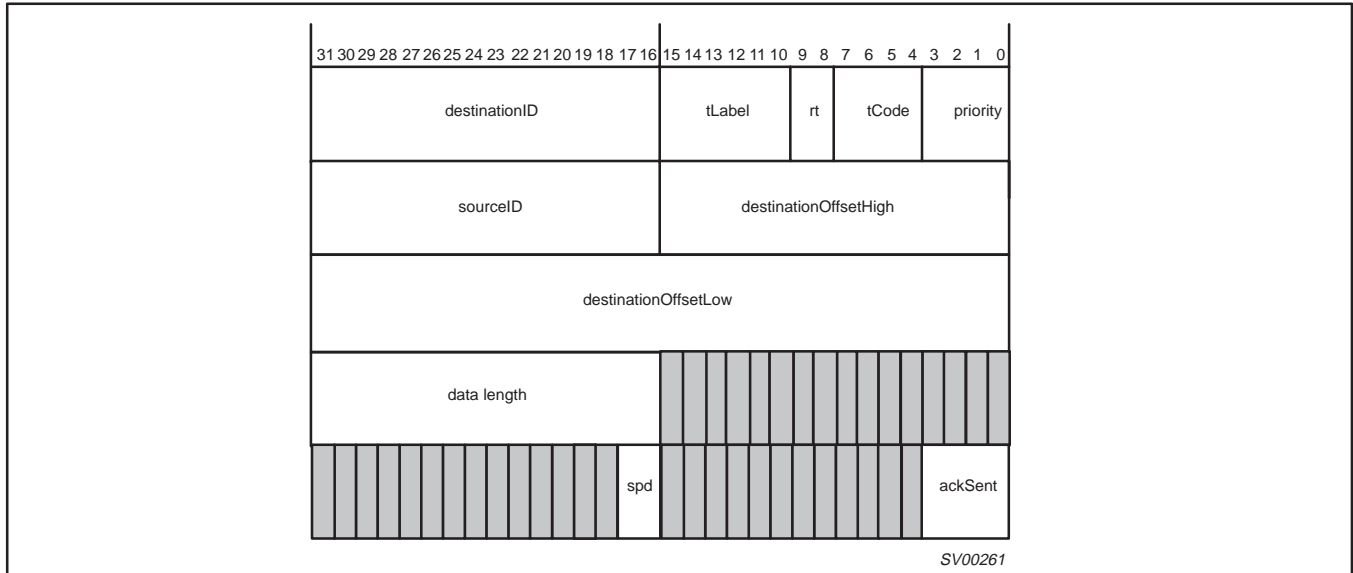 31 30 29 28 27 26 25 24 23 22 21 20 19 18 17 16 15 14 13 12 11 10 9 8 7 6 5 4 3 2 1 0
destinationID tLabel rt tCode priority
sourceID destinationOffsetHigh
destinationOffsetLow
data length
spd ackSent
SV00261